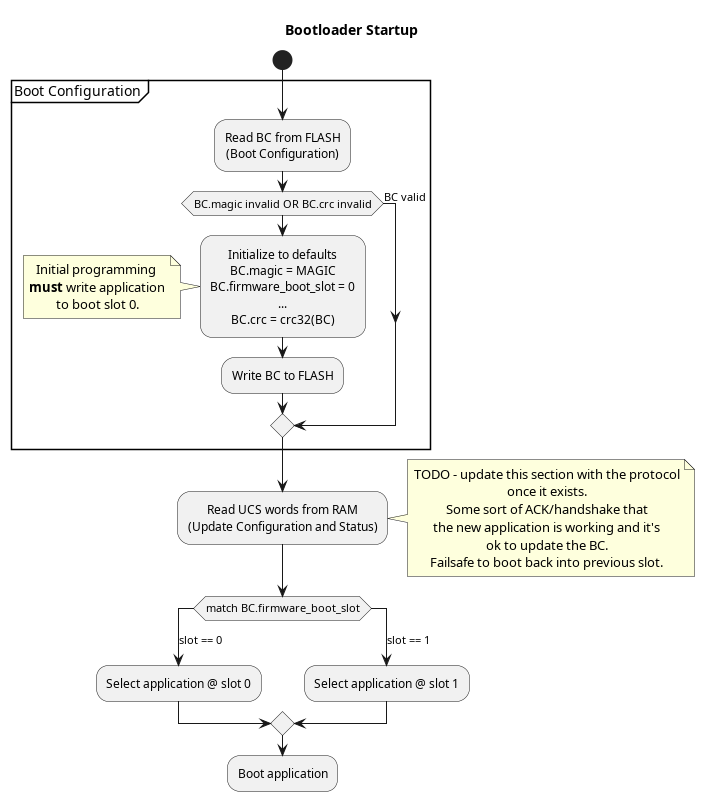 Bootloader Startup
Boot Configuration
Read BC from FLASH
(Boot Configuration)
BC.magic invalid OR BC.crc invalid
BC valid
Initialize to defaults
BC.magic = MAGIC
BC.firmware_boot_slot = 0
...
BC.crc = crc32(BC)
Initial programming
must write application
to boot slot 0.
Write BC to FLASH
Read UCS words from RAM
(Update Configuration and Status)
TODO - update this section with the protocol
once it exists.
Some sort of ACK/handshake that
the new application is working and it's
ok to update the BC.
Failsafe to boot back into previous slot.
match BC.firmware_boot_slot
slot == 0
slot == 1
Select application @ slot 0
Select application @ slot 1
Boot application